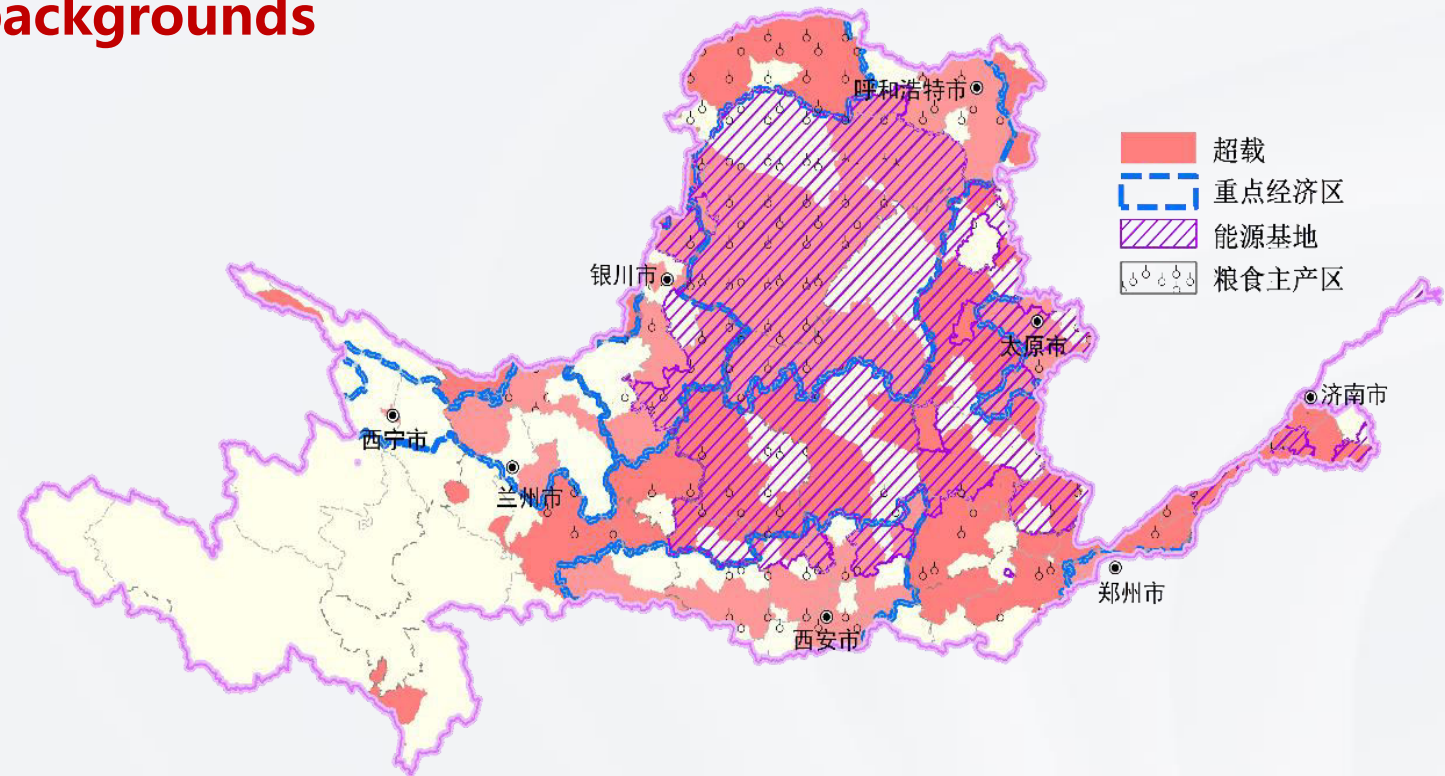 backgrounds
呼和浩特市
超载
重点经济区
能源基地
粮食主产区
银川市
太原市
济南市
西宁市
兰州市
郑州市
西安市